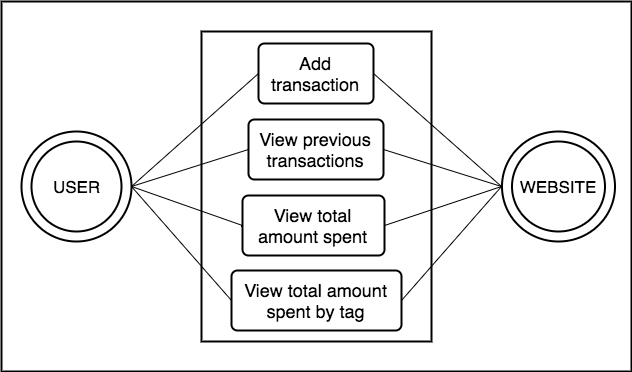 Add
transaction
View previous
transactions
USER
WEBSITE
View total
amount spent
View total amount
spent by tag